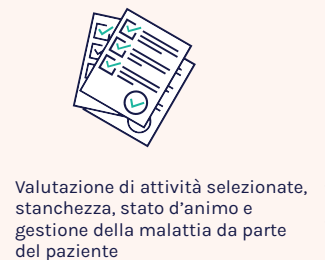 Valutazione di attività selezionate,
stanchezza, stato d’animo e
gestione della malattia da parte
del paziente